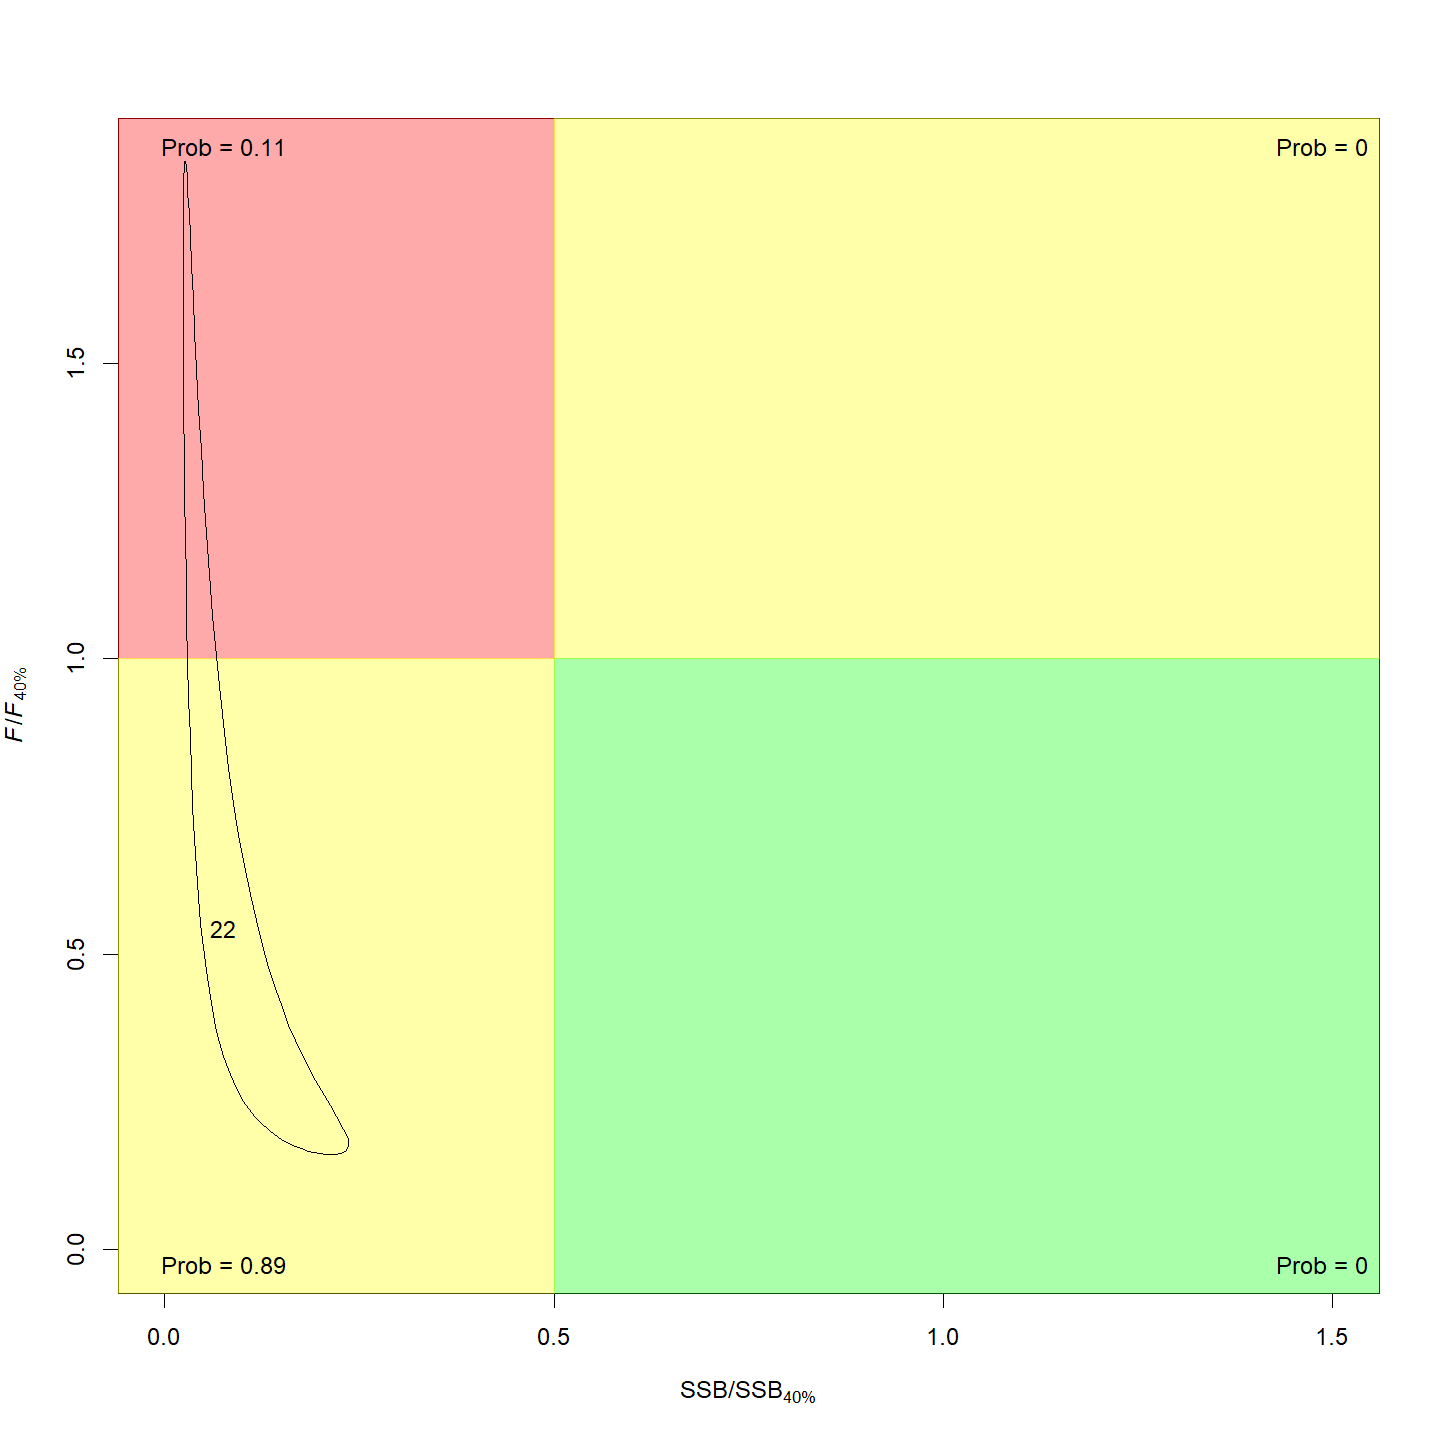 Prob = 0.11
Prob = 0
1.5
1.0
F/F40%
22
0.5
0.0
Prob = 0.89
Prob = 0
0.0 0.5 1.0 1.5
SSB/SSB40%